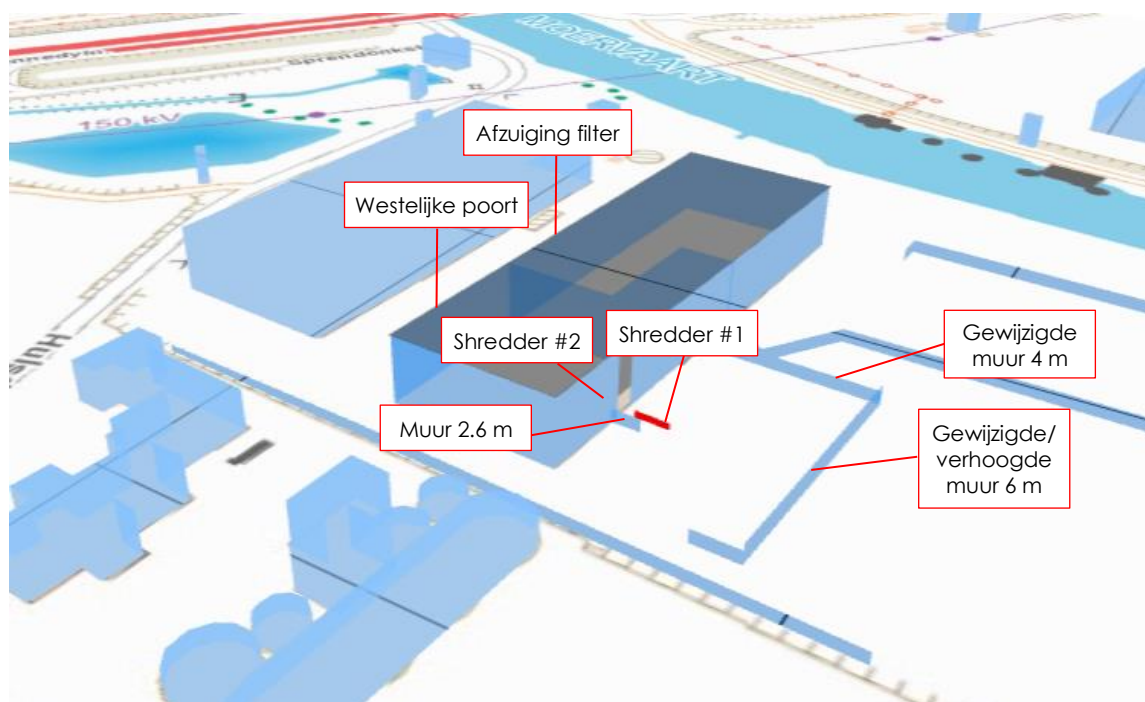 MOERVAART
Sprendonkst
150 kV
Afzuiging filter
Westelijke poort
Shredder #2
Shredder #1
Gewijzigde
muur 4 m
Muur 2.6 m
Gewijzigde/
verhoogde
muur 6 m